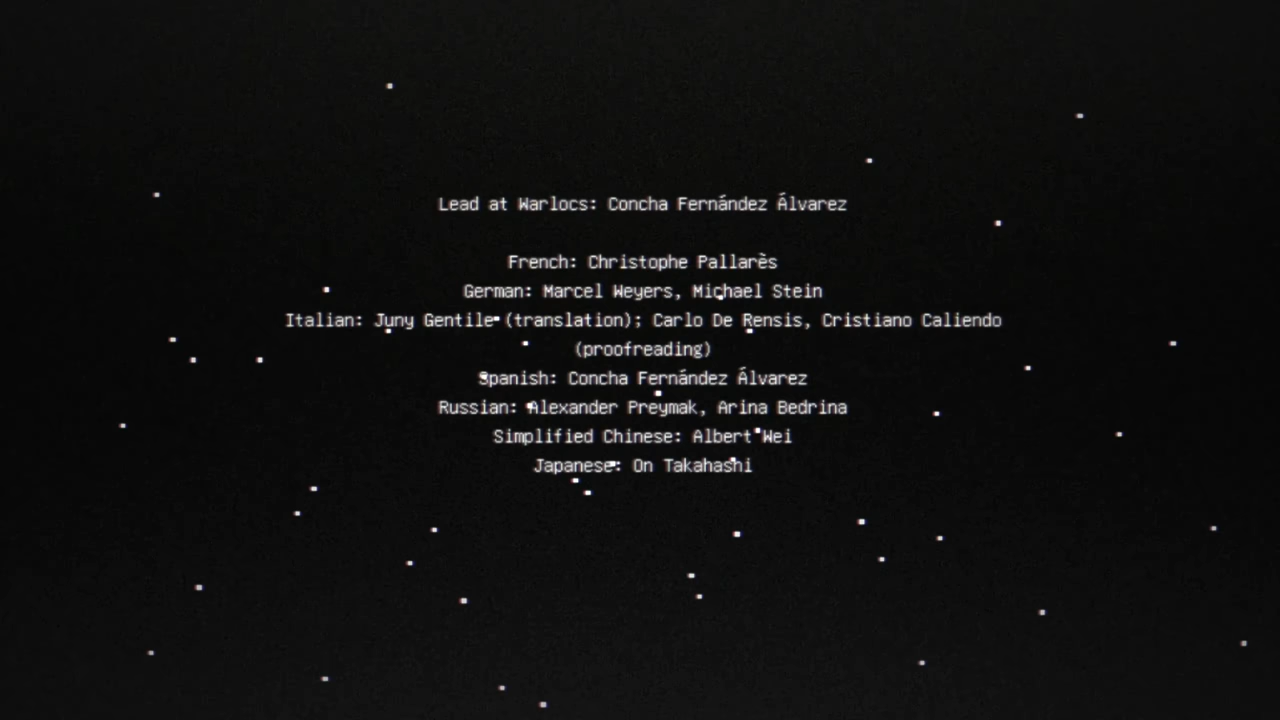 Lead at Warlocs: Concha Fernández Álvarez
French: Christophe Pallarès
German: Marcel Weyers, Michael Stein
Italian: Juny Gentile (translation); Carlo De Rensis, Cristiano Caliendo
(proofreading)
Spanish: Concha Fernández Álvarez
Russian: Alexander Preymak, Arina Bedrina
Simplified Chinese: Albert Wei
Japanese: On Takahashi